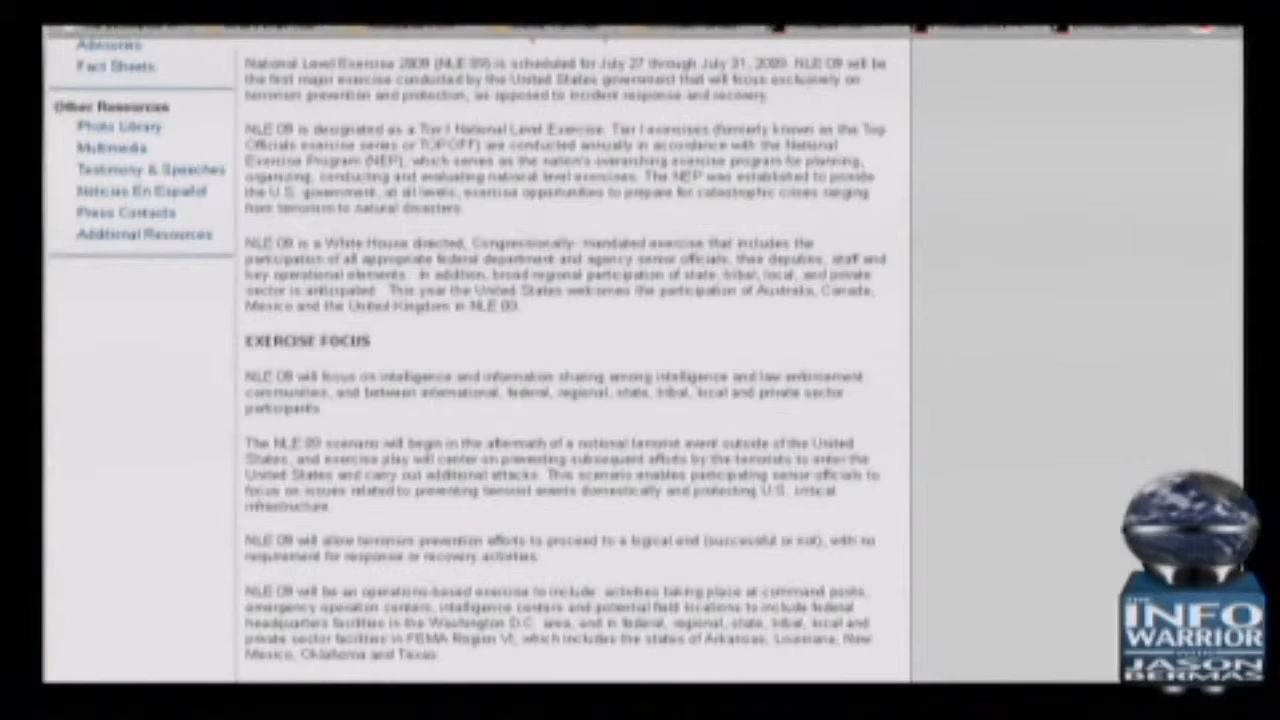 Advisories
Fact Sheets
Other Resources
Photo Library
Multimedia
Testimony & Speeches
Noticias En Español
Press Contacts
Additional Resources
National Level Exercise 2009 (NLE 09) is scheduled for July 27 through July 31, 2009. NLE 09 will be
the first major exercise conducted by the United States government that will focus exclusively on
terrorism prevention and protection, as opposed to incident response and recovery.
NLE 09 is designated as a Tier I National Level Exercise. Tier I exercises (formerly known as the Top
Officials exercise series or TOPOFF) are conducted annually in accordance with the National
Exercise Program (NEP), which serves as the nation's overarching exercise program for planning,
organizing, conducting and evaluating national level exercises. The NEP was established to provide
the U.S. government, at all levels, exercise opportunities to prepare for catastrophic crises ranging
from terrorism to natural disasters.
NLE 09 is a White House directed, Congressionally- mandated exercise that includes the
participation of all appropriate federal department and agency senior officials, their deputies, staff and
key operational elements. In addition, broad regional participation of state, tribal, local, and private
sector is anticipated. This year the United States welcomes the participation of Australia, Canada,
Mexico and the United Kingdom in NLE 09.
EXERCISE FOCUS
NLE 09 will focus on intelligence and information sharing among intelligence and law enforcement
communities, and between international, federal, regional, state, tribal, local and private sector
participants.
The NLE 09 scenario will begin in the aftermath of a notional terrorist event outside of the United
States, and exercise play will center on preventing subsequent efforts by the terrorists to enter the
United States and carry out additional attacks. This scenario enables participating senior officials to
focus on issues related to preventing terrorist events domestically and protecting U.S. critical
infrastructure.
NLE 09 will allow terrorism prevention efforts to proceed to a logical end (successful or not), with no
requirement for response or recovery activities.
NLE 09 will be an operations-based exercise to include: activities taking place at command posts,
emergency operation centers, intelligence centers and potential field locations to include federal
headquarters facilities in the Washington D.C. area, and in federal, regional, state, tribal, local and
private sector facilities in FEMA Region VI, which includes the states of Arkansas, Louisiana, New
Mexico, Oklahoma and Texas.
THE
INFO
WARRIOR
WITH
JASON
BERMAS